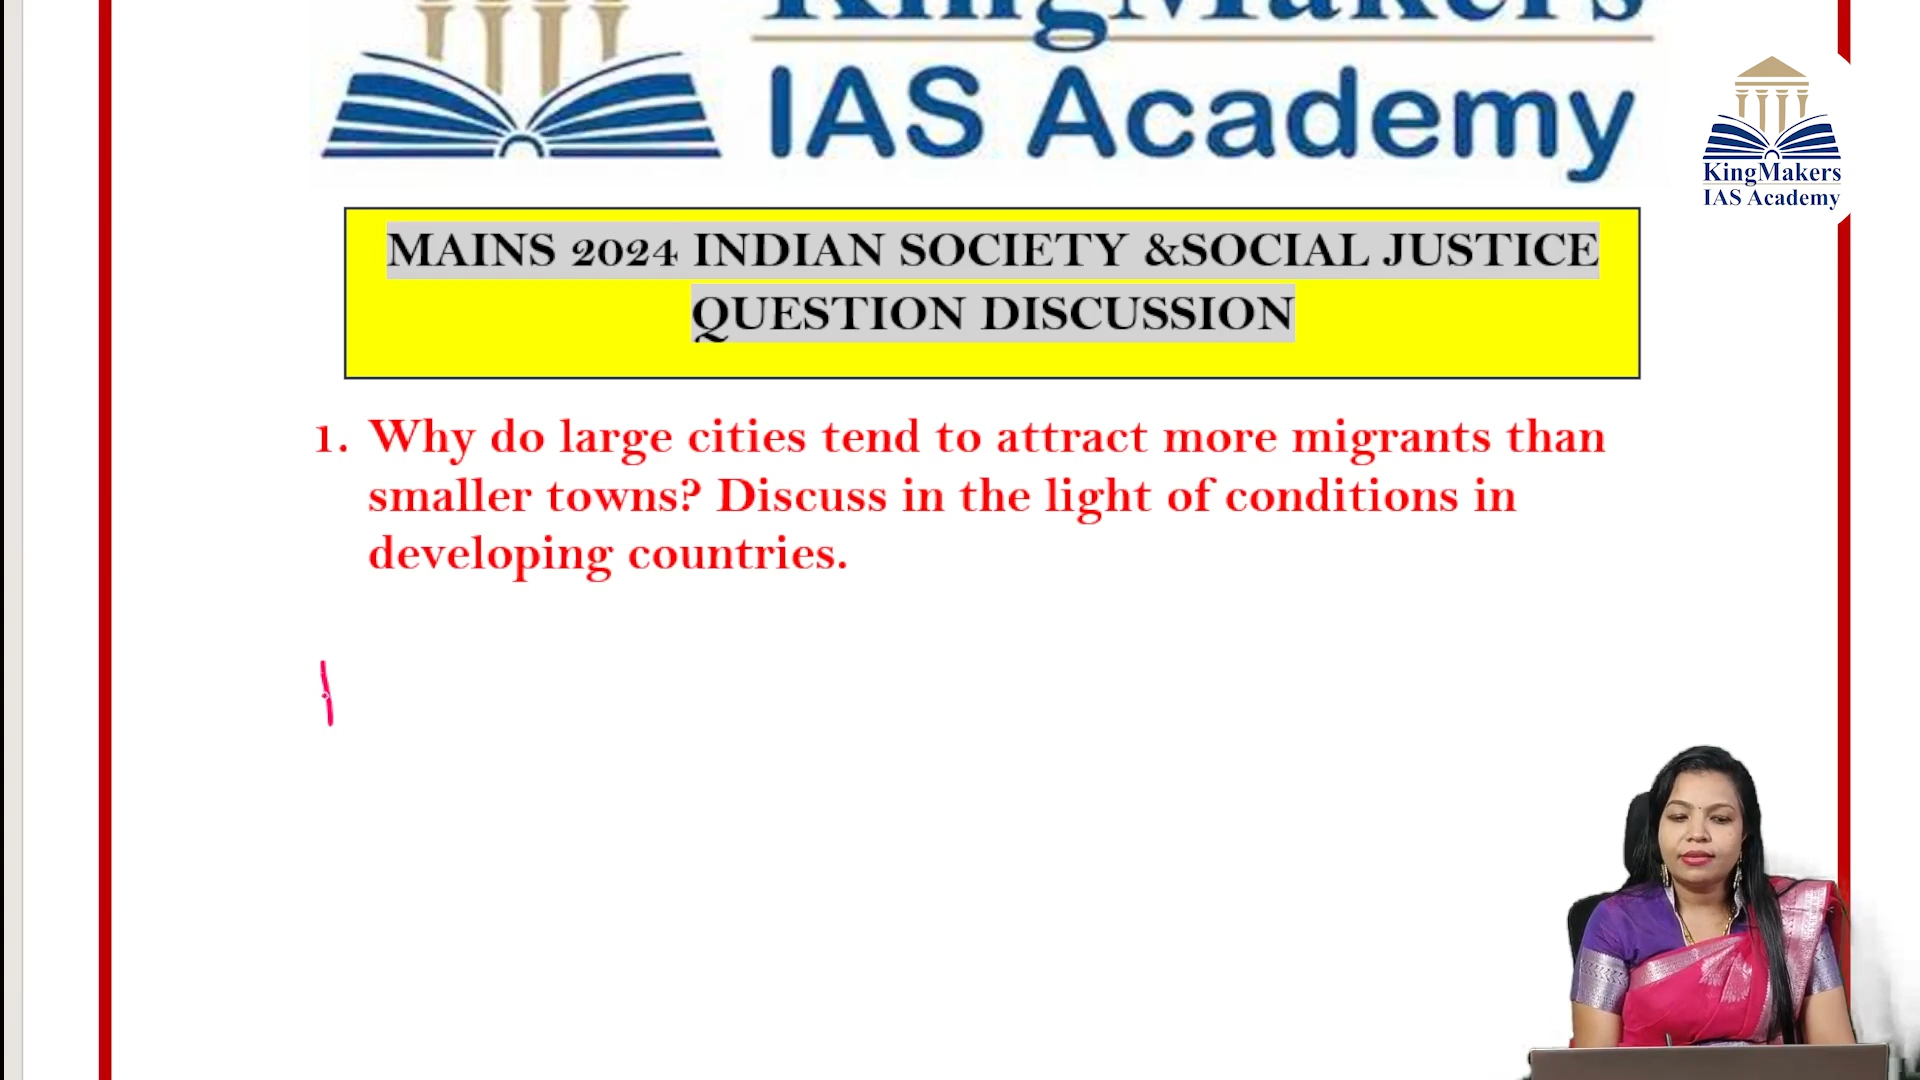 KingMakers
IAS Academy
KingMakers
IAS Academy
MAINS 2024 INDIAN SOCIETY &SOCIAL JUSTICE
QUESTION DISCUSSION
1. Why do large cities tend to attract more migrants than
smaller towns? Discuss in the light of conditions in
developing countries.